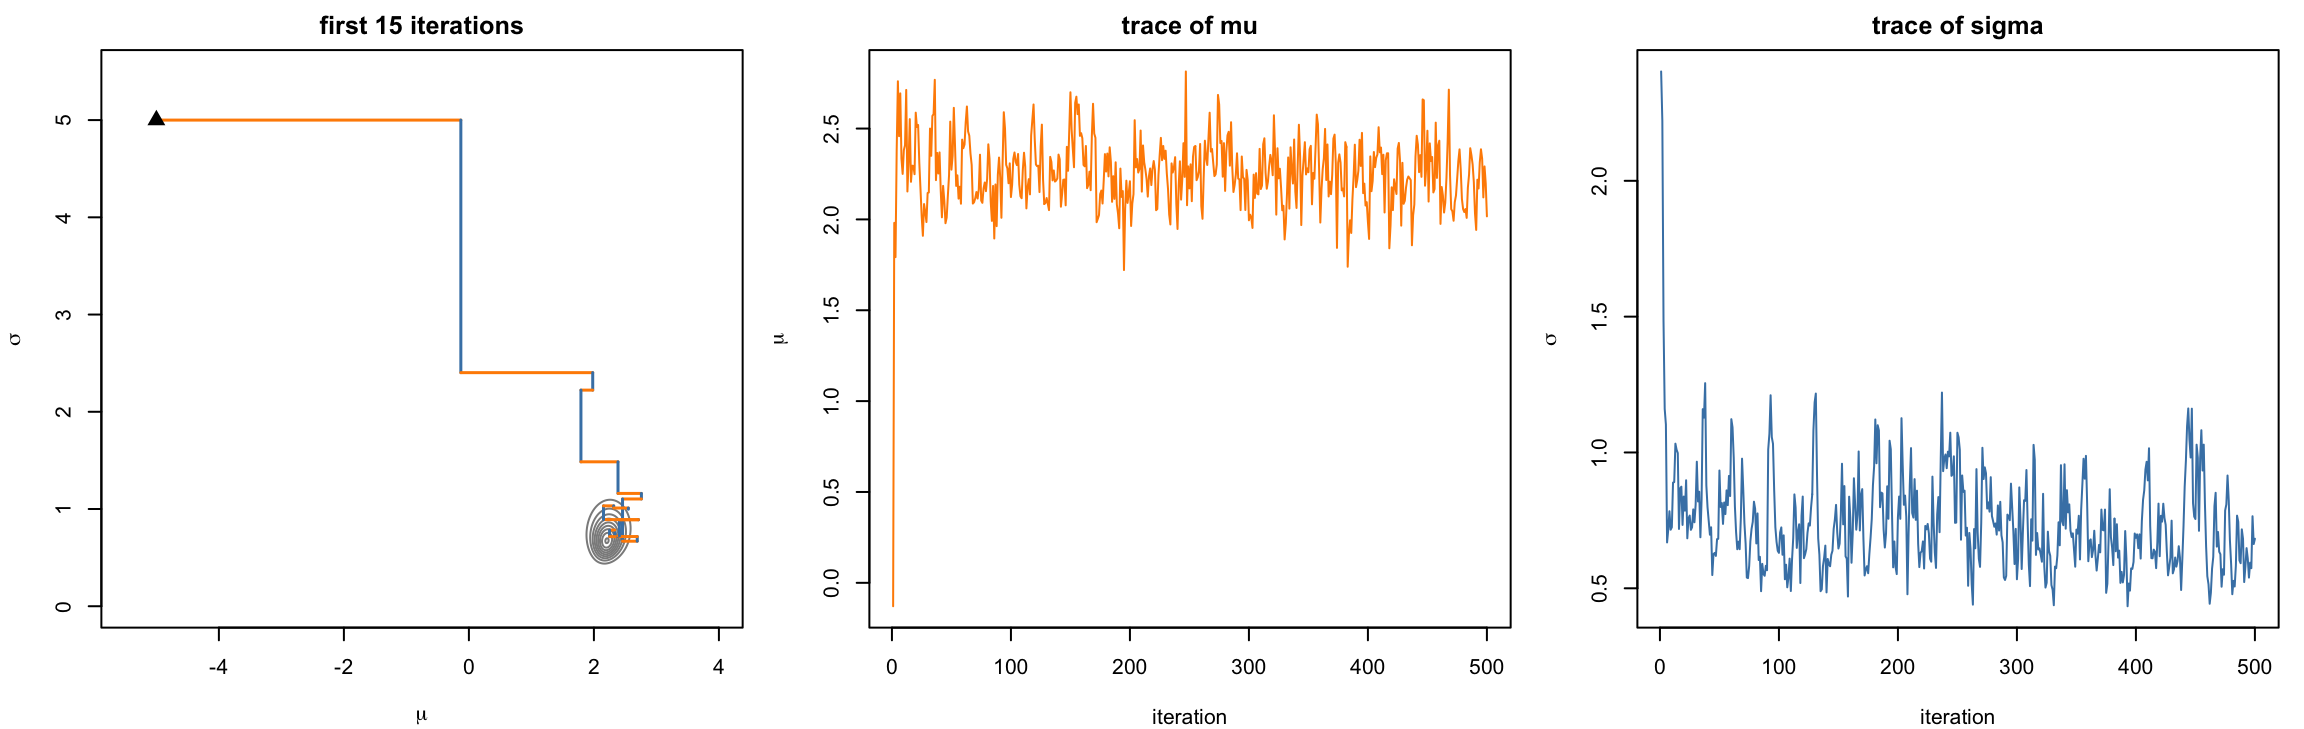 first 15 iterations
σ
5
4
3
2
1
0
-4 -2 0 2 4
μ
trace of mu
μ
2.5
2.0
1.5
1.0
0.5
0.0
0 100 200 300 400 500
iteration
trace of sigma
σ
2.0
1.5
1.0
0.5
0 100 200 300 400 500
iteration